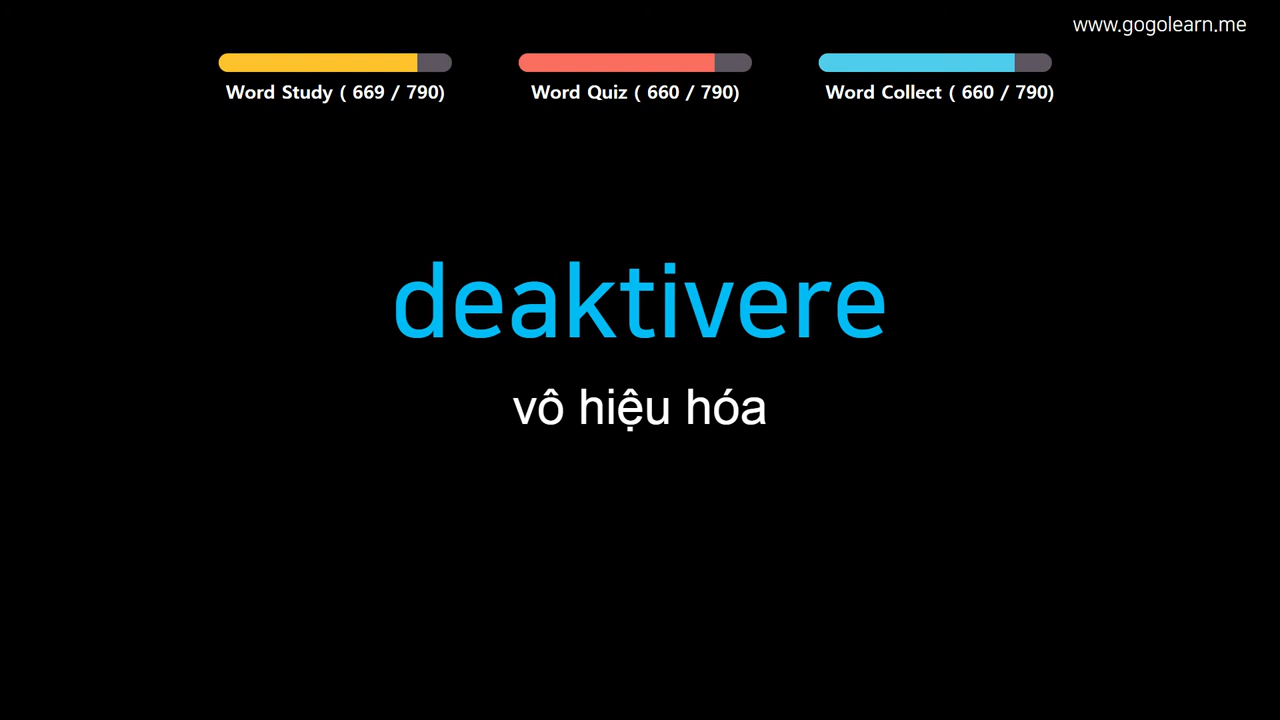 www.gogolearn.me
Word Study ( 669 / 790)
Word Quiz ( 660 / 790)
Word Collect ( 660 / 790)
deaktivere
vô hiệu hóa